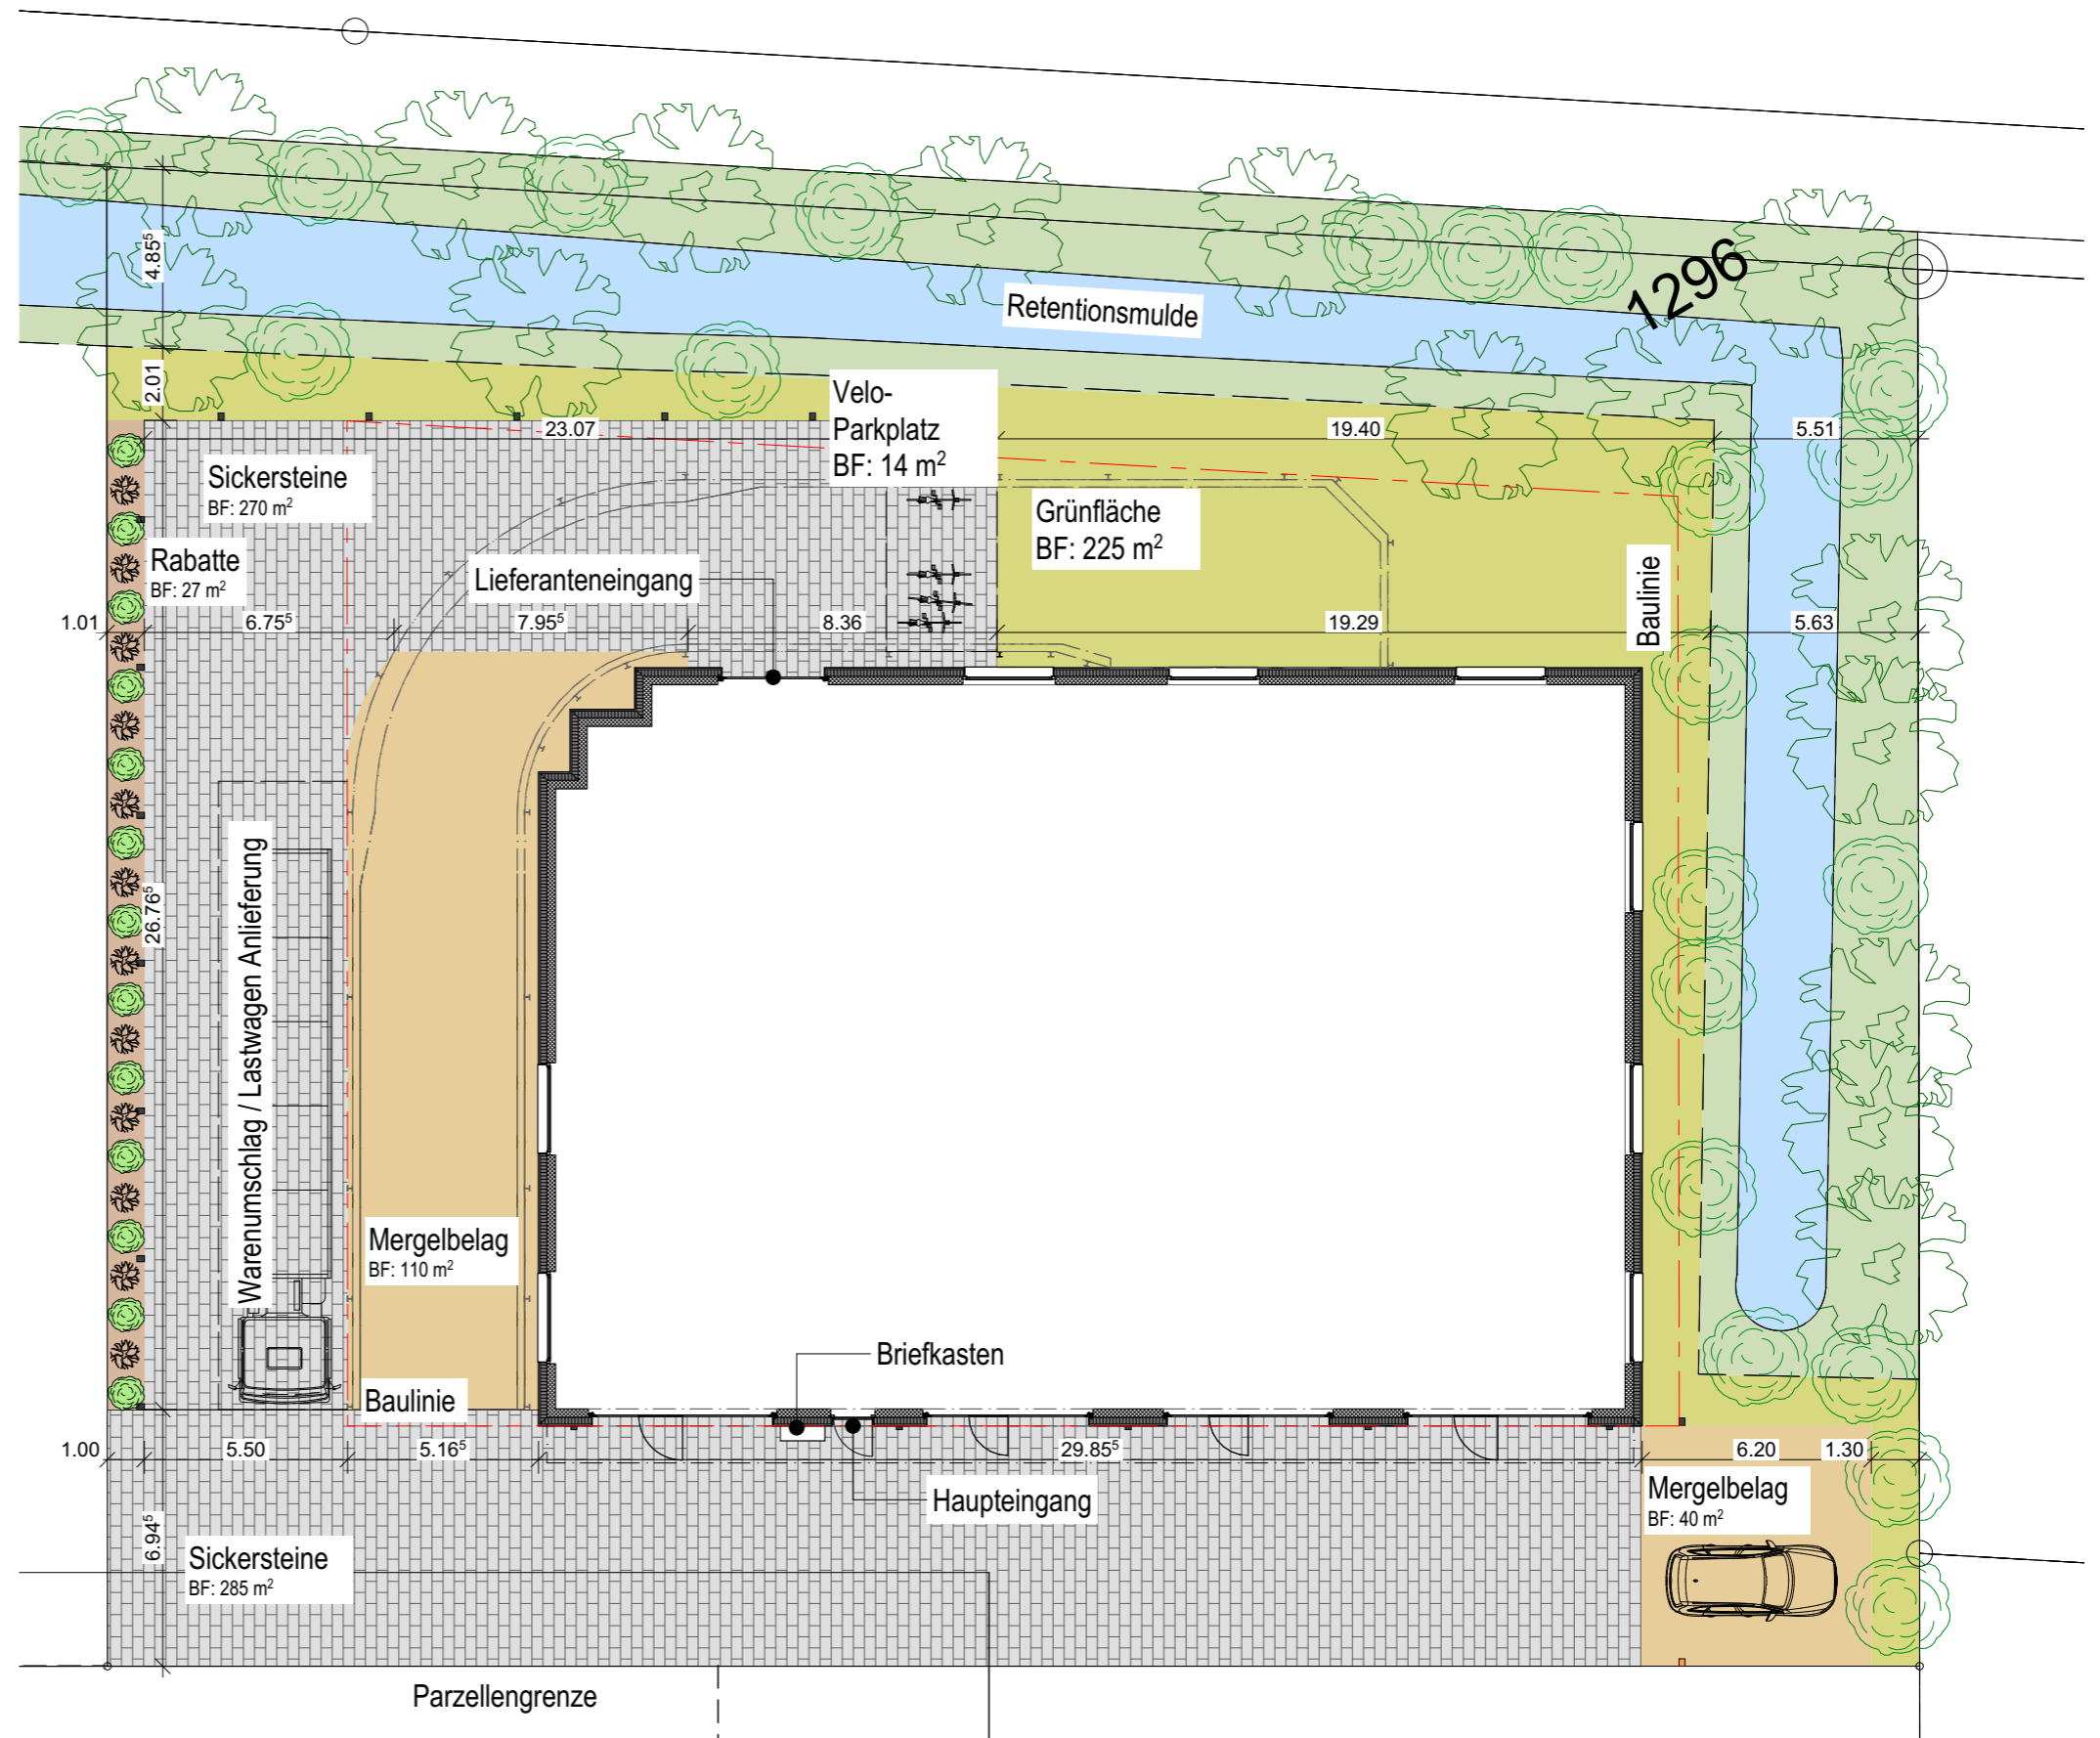 1296
Retentionsmulde
4.85⁵
2.01
Velo-
Parkplatz
BF: 14 m²
23.07
19.40
5.51
Sickersteine
BF: 270 m²
Grünfläche
BF: 225 m²
Rabatte
BF: 27 m²
Lieferanteneingang
Baulinie
1.01
6.75⁵
7.95⁵
8.36
19.29
5.63
26.76⁵
Warenumschlag / Lastwagen Anlieferung
Mergelbelag
BF: 110 m²
Briefkasten
Baulinie
1.00
5.50
5.16⁵
29.85⁵
6.20
1.30
Haupteingang
Mergelbelag
BF: 40 m²
6.94⁵
Sickersteine
BF: 285 m²
Parzellengrenze